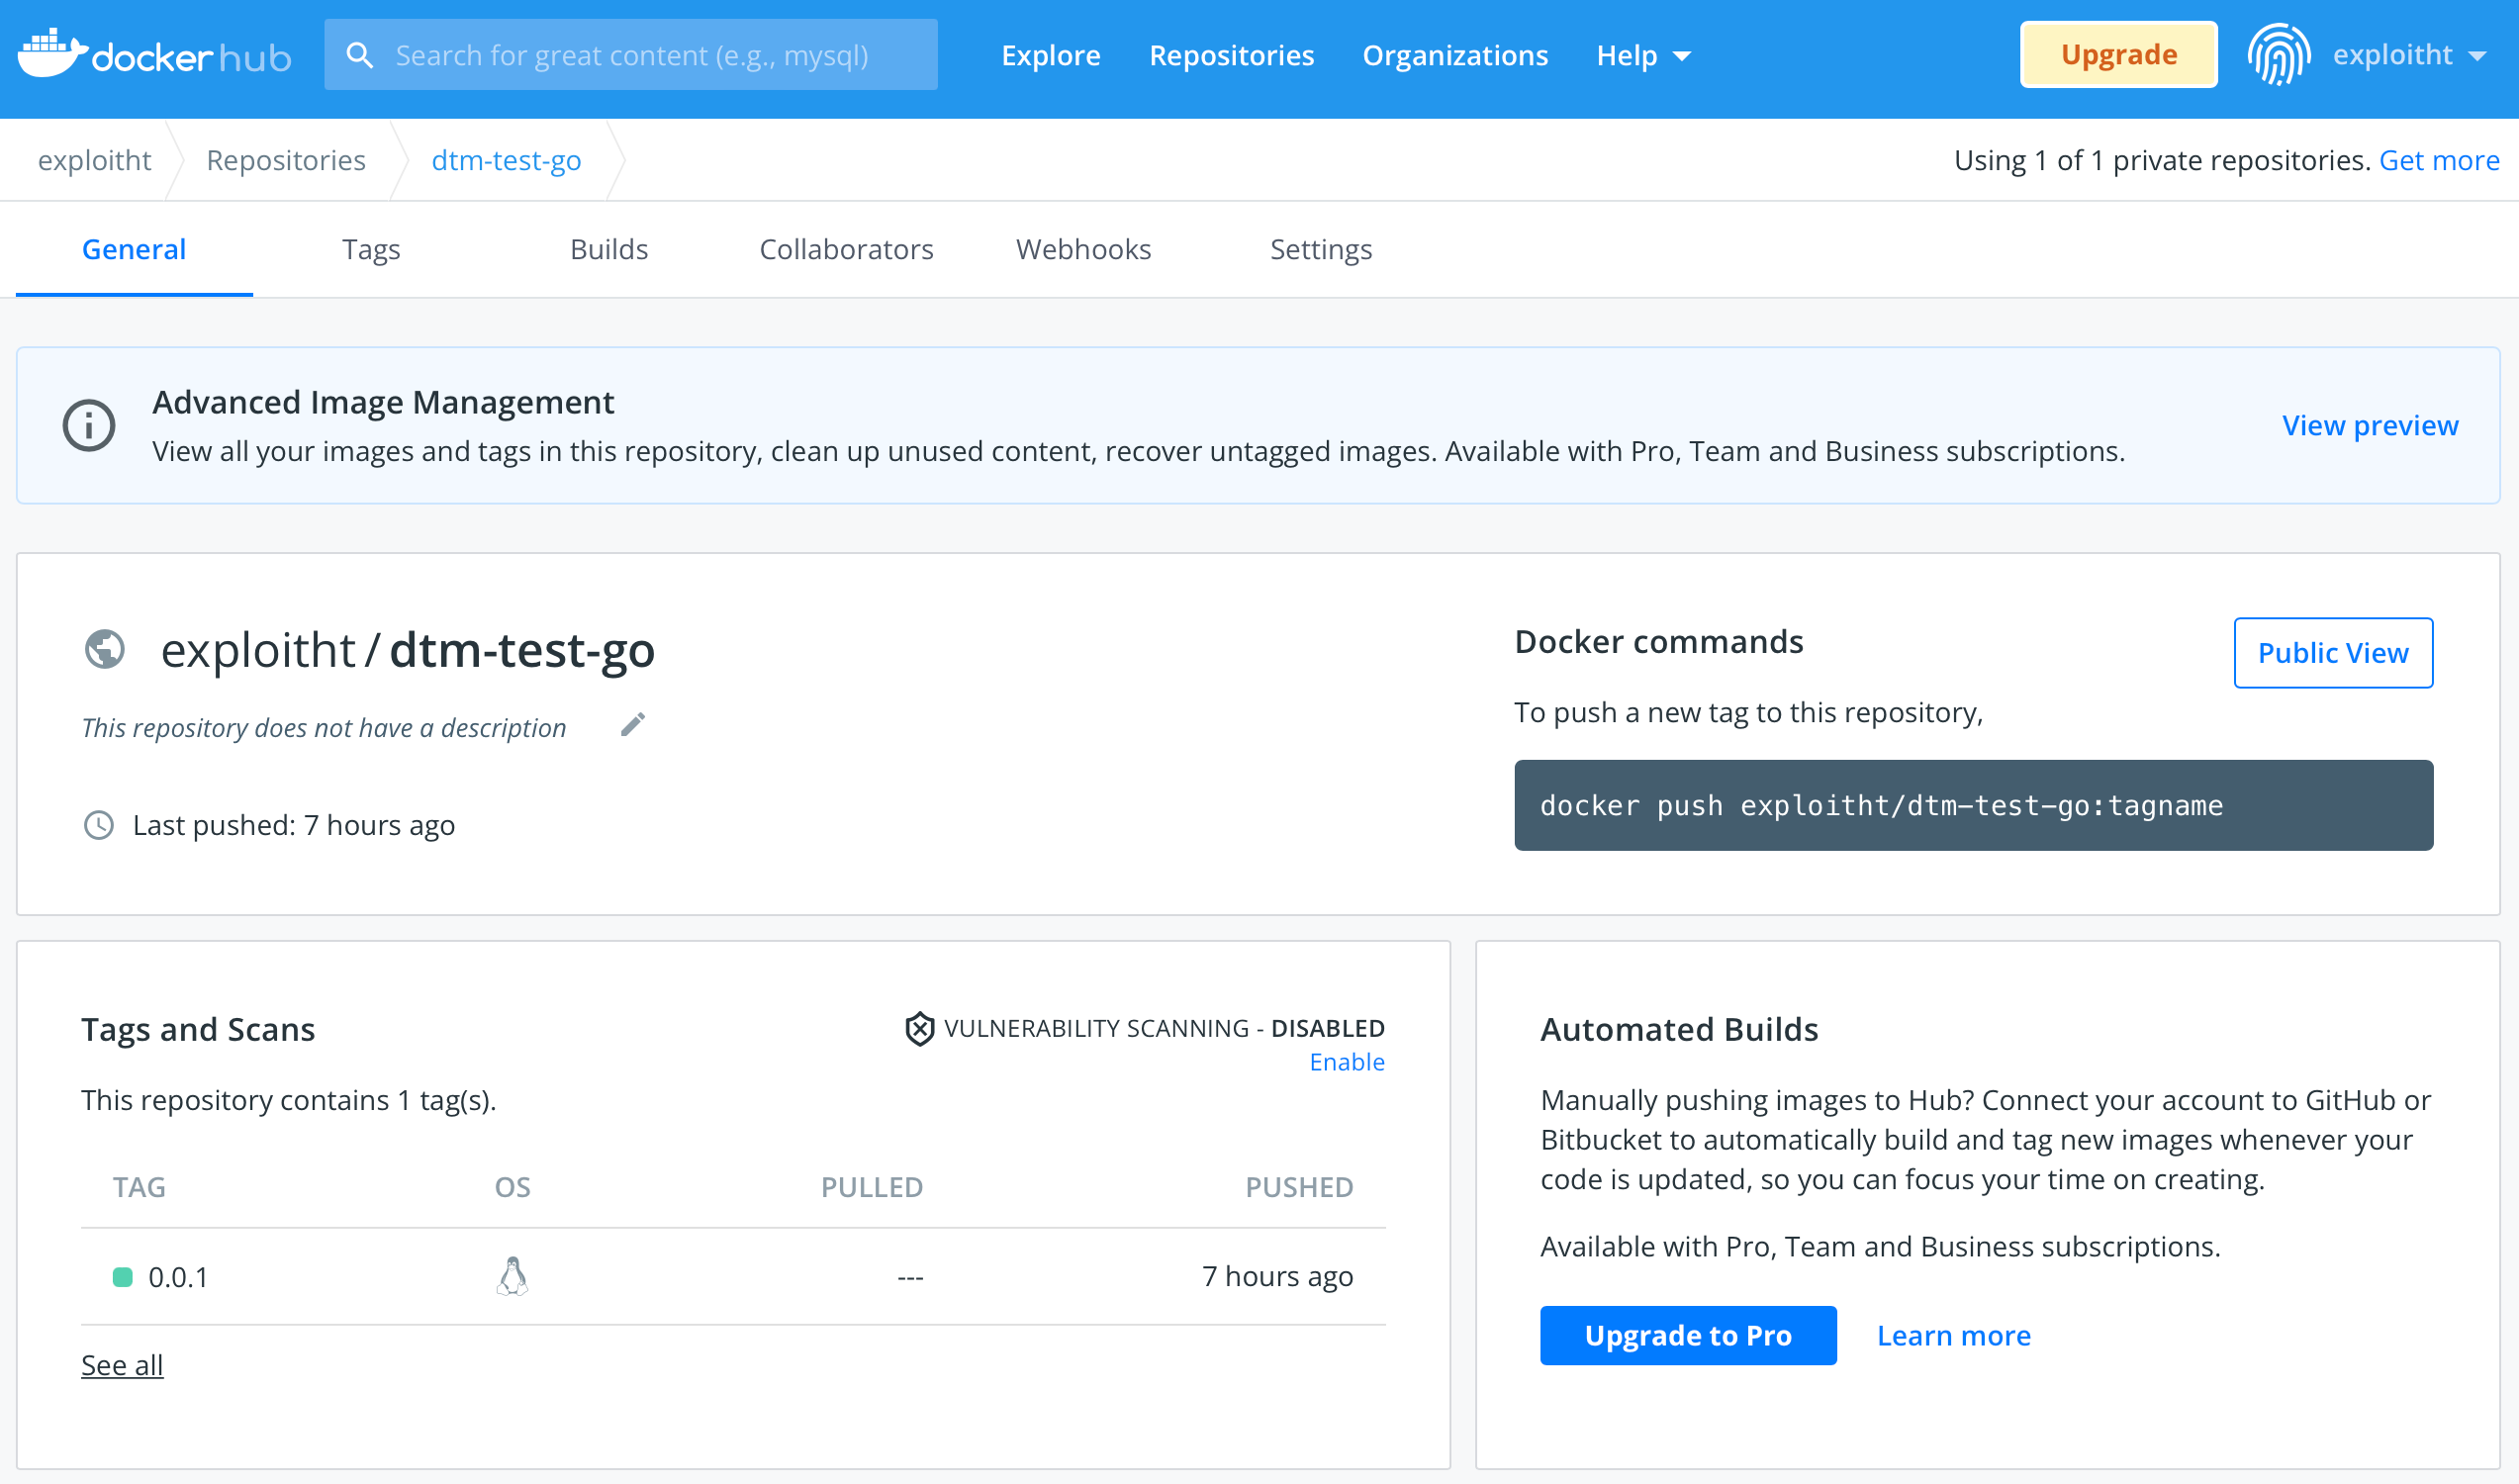 docker hub
Search for great content (e.g., mysql)
Explore
Repositories
Organizations
Help
Upgrade
exploitht
exploitht
Repositories
dtm-test-go
Using 1 of 1 private repositories. Get more
General
Tags
Builds
Collaborators
Webhooks
Settings
Advanced Image Management
View all your images and tags in this repository, clean up unused content, recover untagged images. Available with Pro, Team and Business subscriptions.
View preview
exploitht / dtm-test-go
This repository does not have a description
Last pushed: 7 hours ago
Docker commands
Public View
To push a new tag to this repository,
docker push exploitht/dtm-test-go:tagname
Tags and Scans
VULNERABILITY SCANNING - DISABLED
Enable
This repository contains 1 tag(s).
TAG OS PULLED PUSHED
0.0.1 --- 7 hours ago
See all
Automated Builds
Manually pushing images to Hub? Connect your account to GitHub or
Bitbucket to automatically build and tag new images whenever your
code is updated, so you can focus your time on creating.
Available with Pro, Team and Business subscriptions.
Upgrade to Pro
Learn more